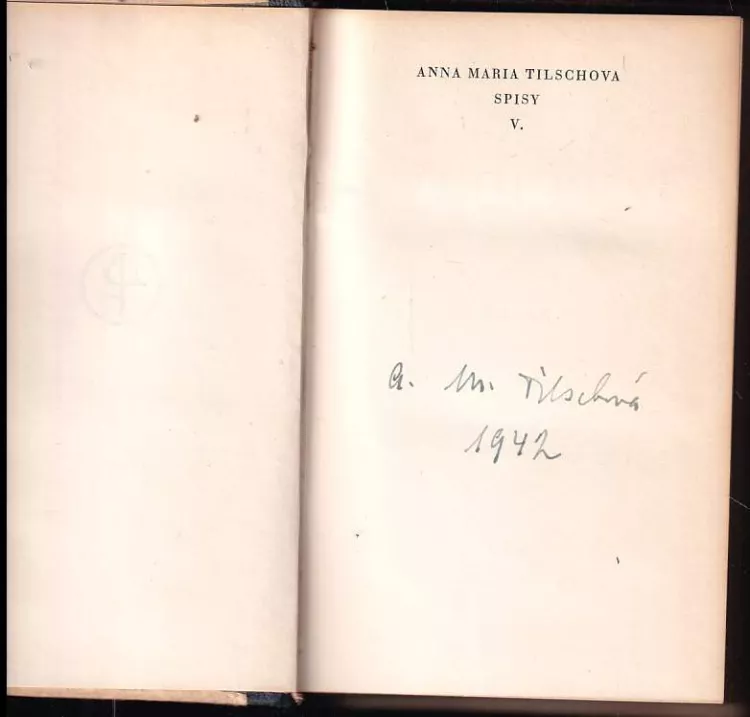 ANNA MARIA TILSCHOVA
SPISY
V.
A. M. Tilschová
1942